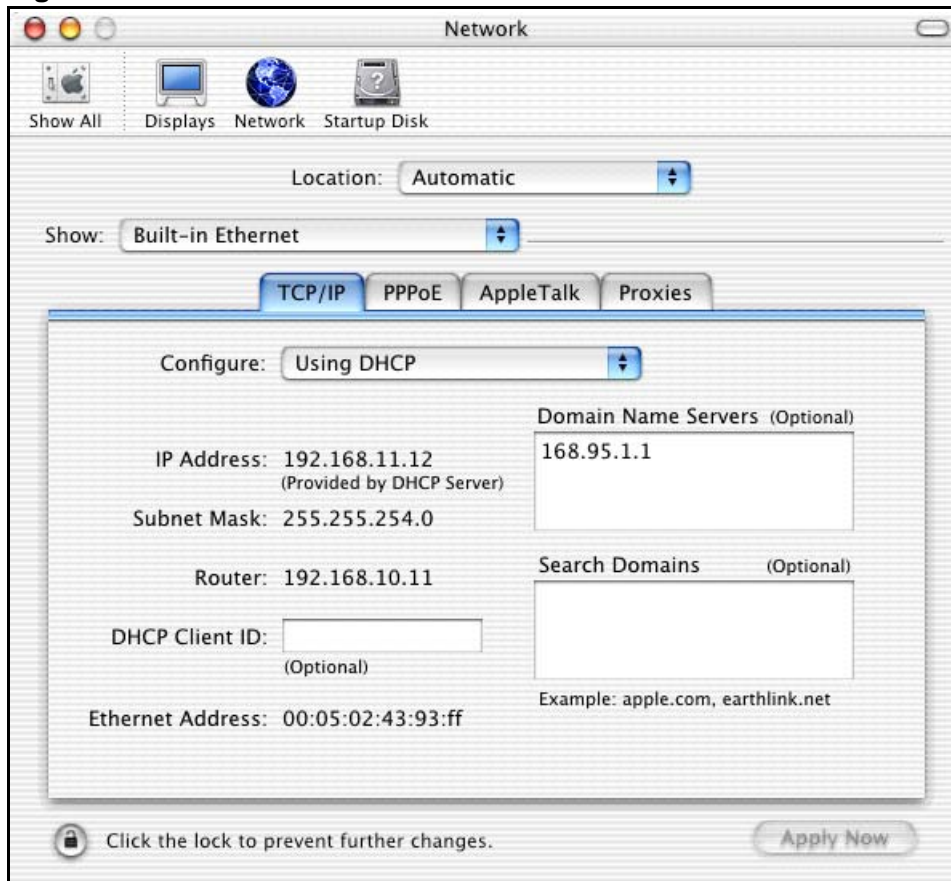 Network
Show All
Displays
Network
Startup Disk
Location: Automatic
Show: Built-in Ethernet
TCP/IP
PPPoE
AppleTalk
Proxies
Configure: Using DHCP
Domain Name Servers (Optional)
168.95.1.1
IP Address: 192.168.11.12
(Provided by DHCP Server)
Subnet Mask: 255.255.254.0
Router: 192.168.10.11
Search Domains (Optional)
DHCP Client ID:
(Optional)
Example: apple.com, earthlink.net
Ethernet Address: 00:05:02:43:93:ff
Click the lock to prevent further changes.
Apply Now